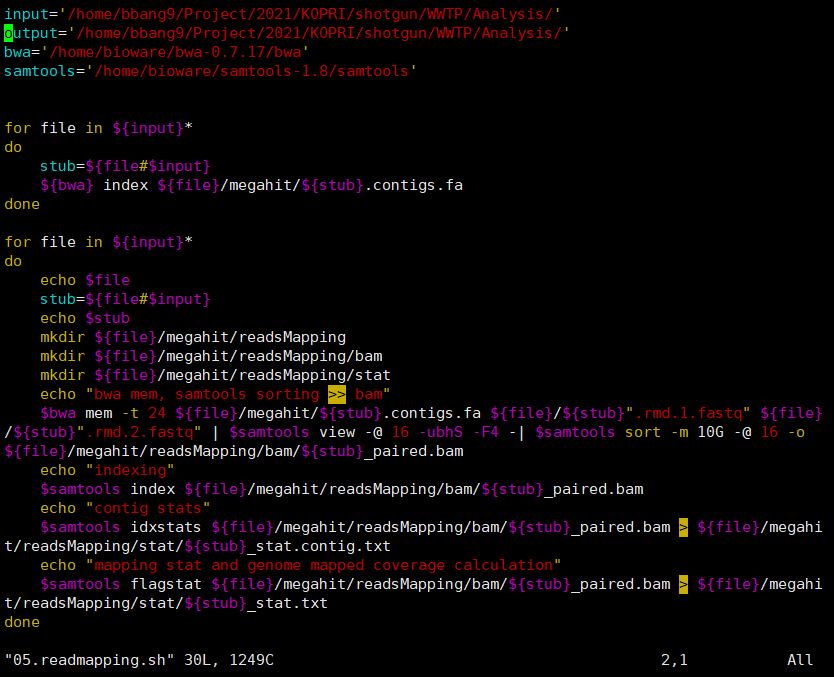 input='/home/bbang9/Project/2021/KOPRI/shotgun/WWTP/Analysis/'
output='/home/bbang9/Project/2021/KOPRI/shotgun/WWTP/Analysis/'
bwa='/home/bioware/bwa-0.7.17/bwa'
samtools='/home/bioware/samtools-1.8/samtools'
for file in ${input}*
do
    stub=${file#$input}
    ${bwa} index ${file}/megahit/${stub}.contigs.fa
done
for file in ${input}*
do
    echo $file
    stub=${file#$input}
    echo $stub
    mkdir ${file}/megahit/readsMapping
    mkdir ${file}/megahit/readsMapping/bam
    mkdir ${file}/megahit/readsMapping/stat
    echo "bwa mem, samtools sorting >> bam"
    $bwa mem -t 24 ${file}/megahit/${stub}.contigs.fa ${file}/${stub}".rmd.1.fastq" ${file}
/${stub}".rmd.2.fastq" | $samtools view -@ 16 -ubhS -F4 -| $samtools sort -m 10G -@ 16 -o
${file}/megahit/readsMapping/bam/${stub}_paired.bam
    echo "indexing"
    $samtools index ${file}/megahit/readsMapping/bam/${stub}_paired.bam
    echo "contig stats"
    $samtools idxstats ${file}/megahit/readsMapping/bam/${stub}_paired.bam > ${file}/megahi
t/readsMapping/stat/${stub}_stat.contig.txt
    echo "mapping stat and genome mapped coverage calculation"
    $samtools flagstat ${file}/megahit/readsMapping/bam/${stub}_paired.bam > ${file}/megahi
t/readsMapping/stat/${stub}_stat.txt
done
"05.readmapping.sh" 30L, 1249C 2,1 All